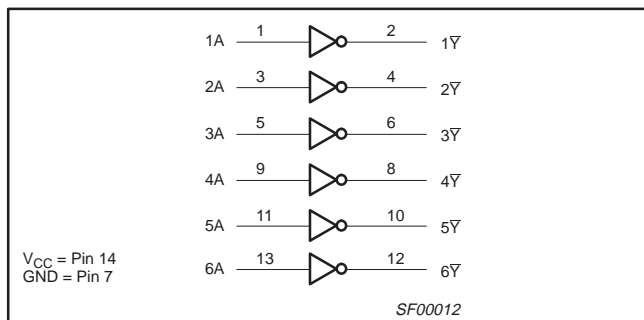 1A 1 2 1Y̅
2A 3 4 2Y̅
3A 5 6 3Y̅
4A 9 8 4Y̅
5A 11 10 5Y̅
6A 13 12 6Y̅
VCC = Pin 14
GND = Pin 7
SF00012